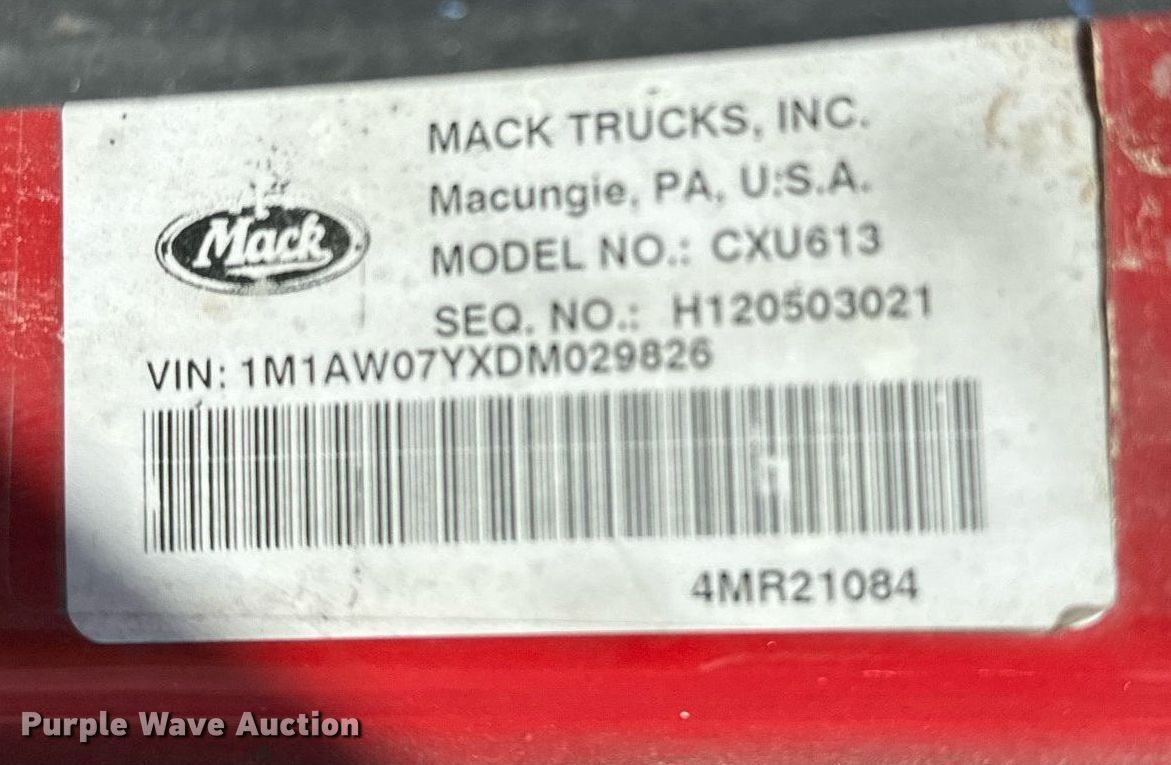 MACK TRUCKS, INC.
Macungie, PA, U.S.A.
Mack
MODEL NO.: CXU613
SEQ. NO.: H120503021
VIN: 1M1AW07YXDM029826
4MR21084
Purple Wave Auction